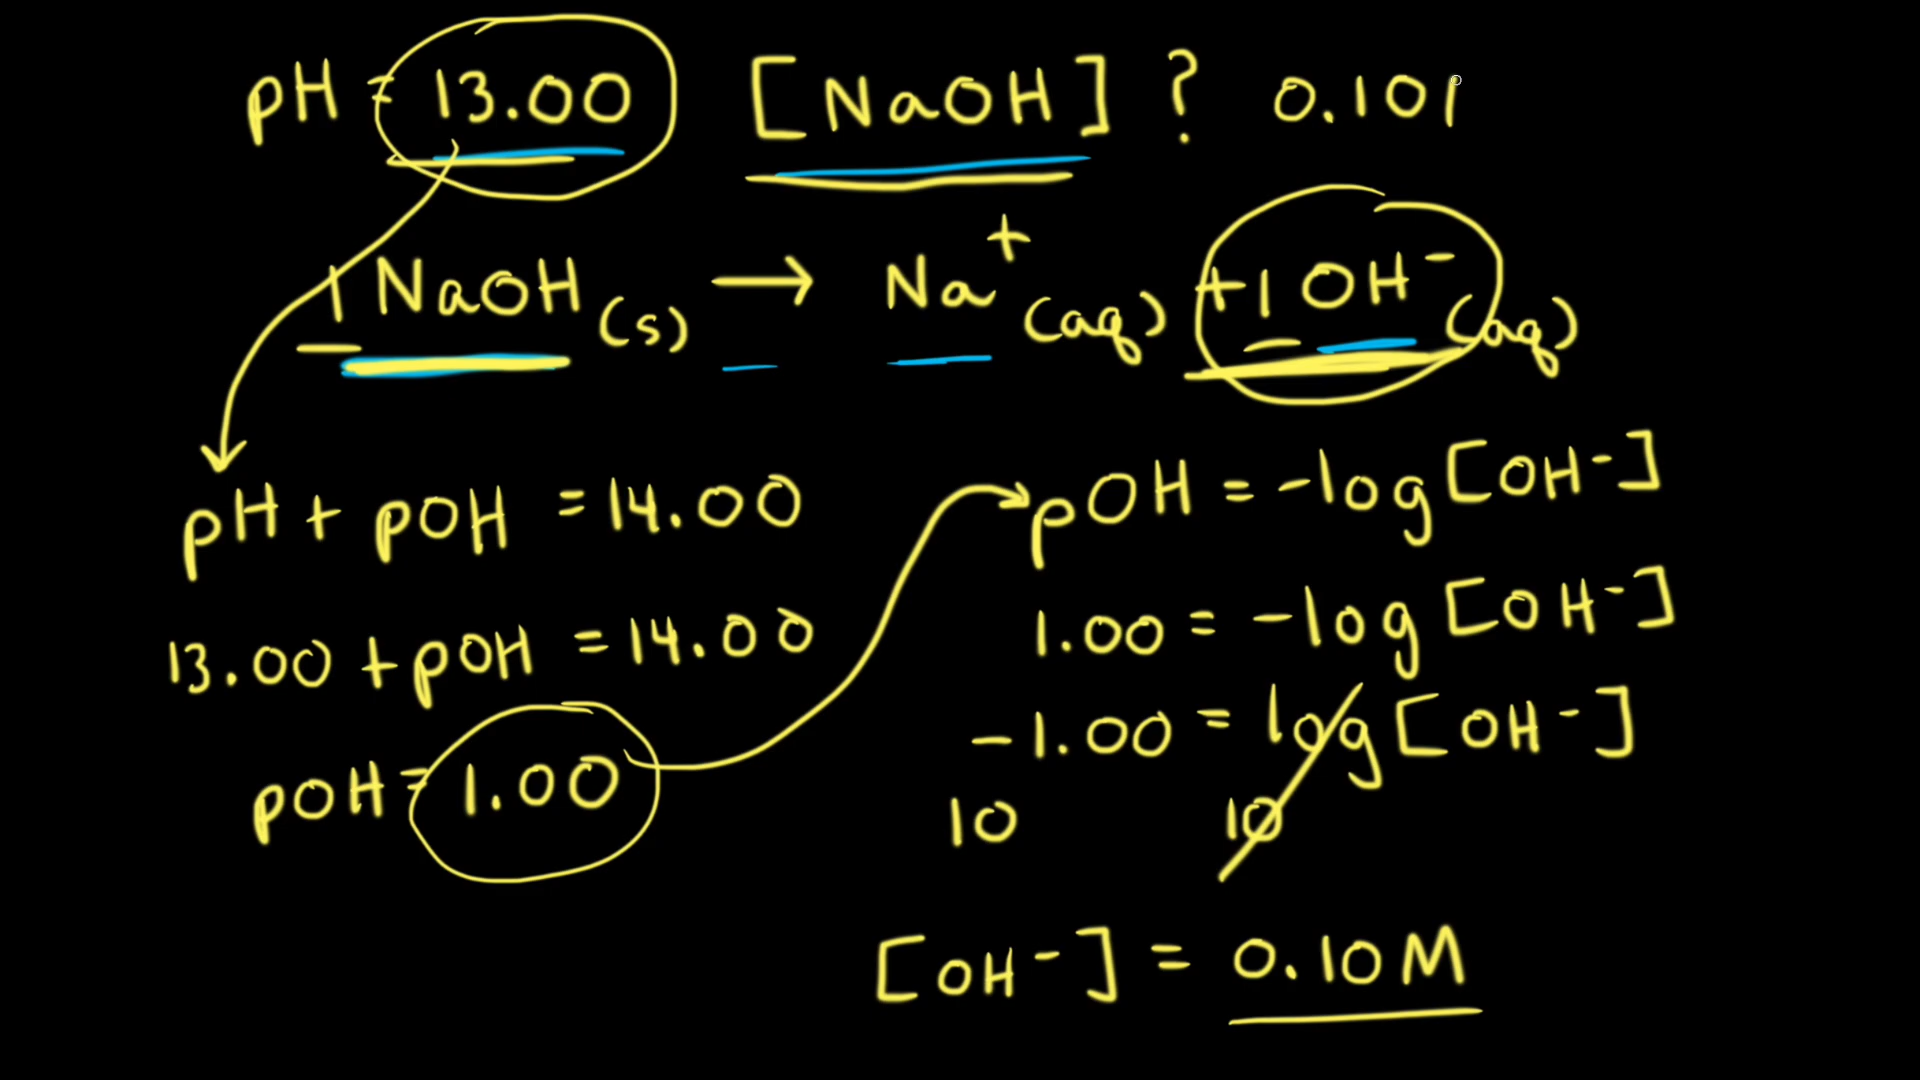 pH = 13.00 [NaOH] ? 0.10
1 NaOH (s) → Na⁺ (aq) + 1 OH⁻ (aq)
pH + pOH = 14.00
13.00 + pOH = 14.00
pOH = 1.00
pOH = -log [OH⁻]
1.00 = -log [OH⁻]
-1.00 = log [OH⁻]
10 10
[OH⁻] = 0.10 M